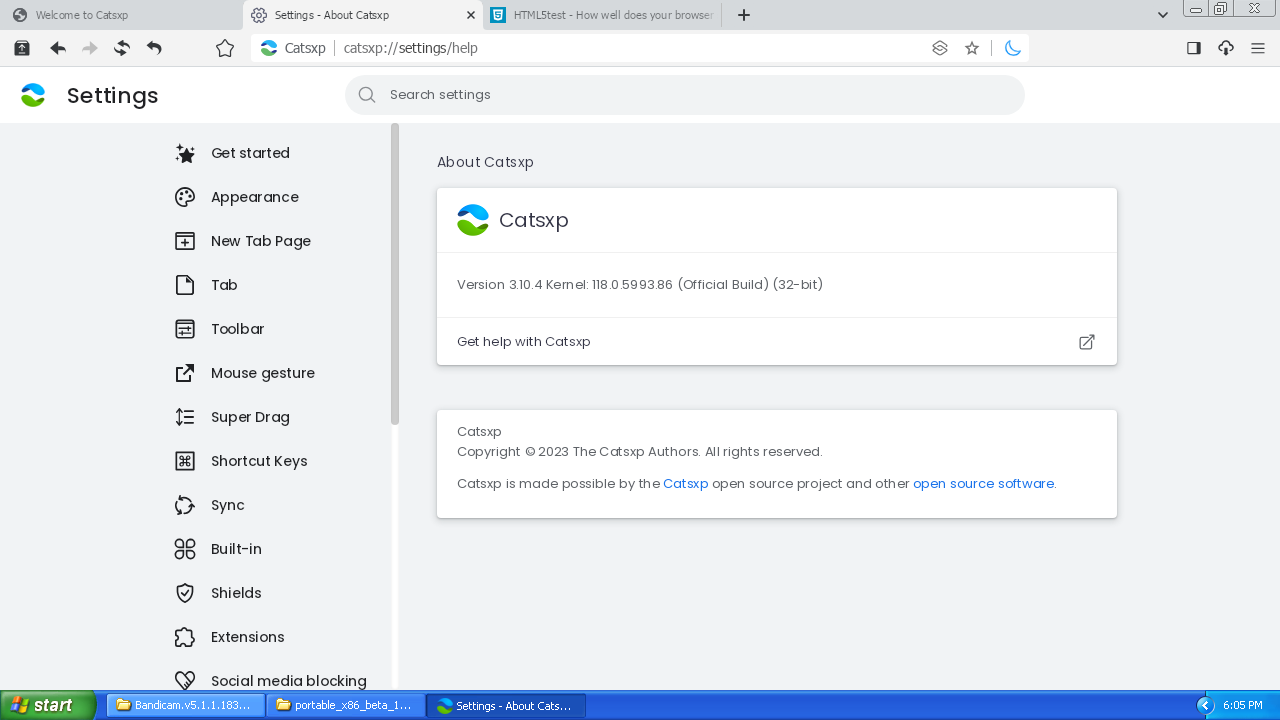 Welcome to Catsxp
Settings - About Catsxp
HTML5test - How well does your browser
Catsxp
catsxp://settings/help
Settings
Search settings
Get started
Appearance
New Tab Page
Tab
Toolbar
Mouse gesture
Super Drag
Shortcut Keys
Sync
Built-in
Shields
Extensions
Social media blocking
About Catsxp
Catsxp
Version 3.10.4 Kernel: 118.0.5993.86 (Official Build) (32-bit)
Get help with Catsxp
Catsxp
Copyright © 2023 The Catsxp Authors. All rights reserved.
Catsxp is made possible by the Catsxp open source project and other open source software.
start
Bandicam.v5.1.1.183...
portable_x86_beta_1...
Settings - About Cats...
6:05 PM